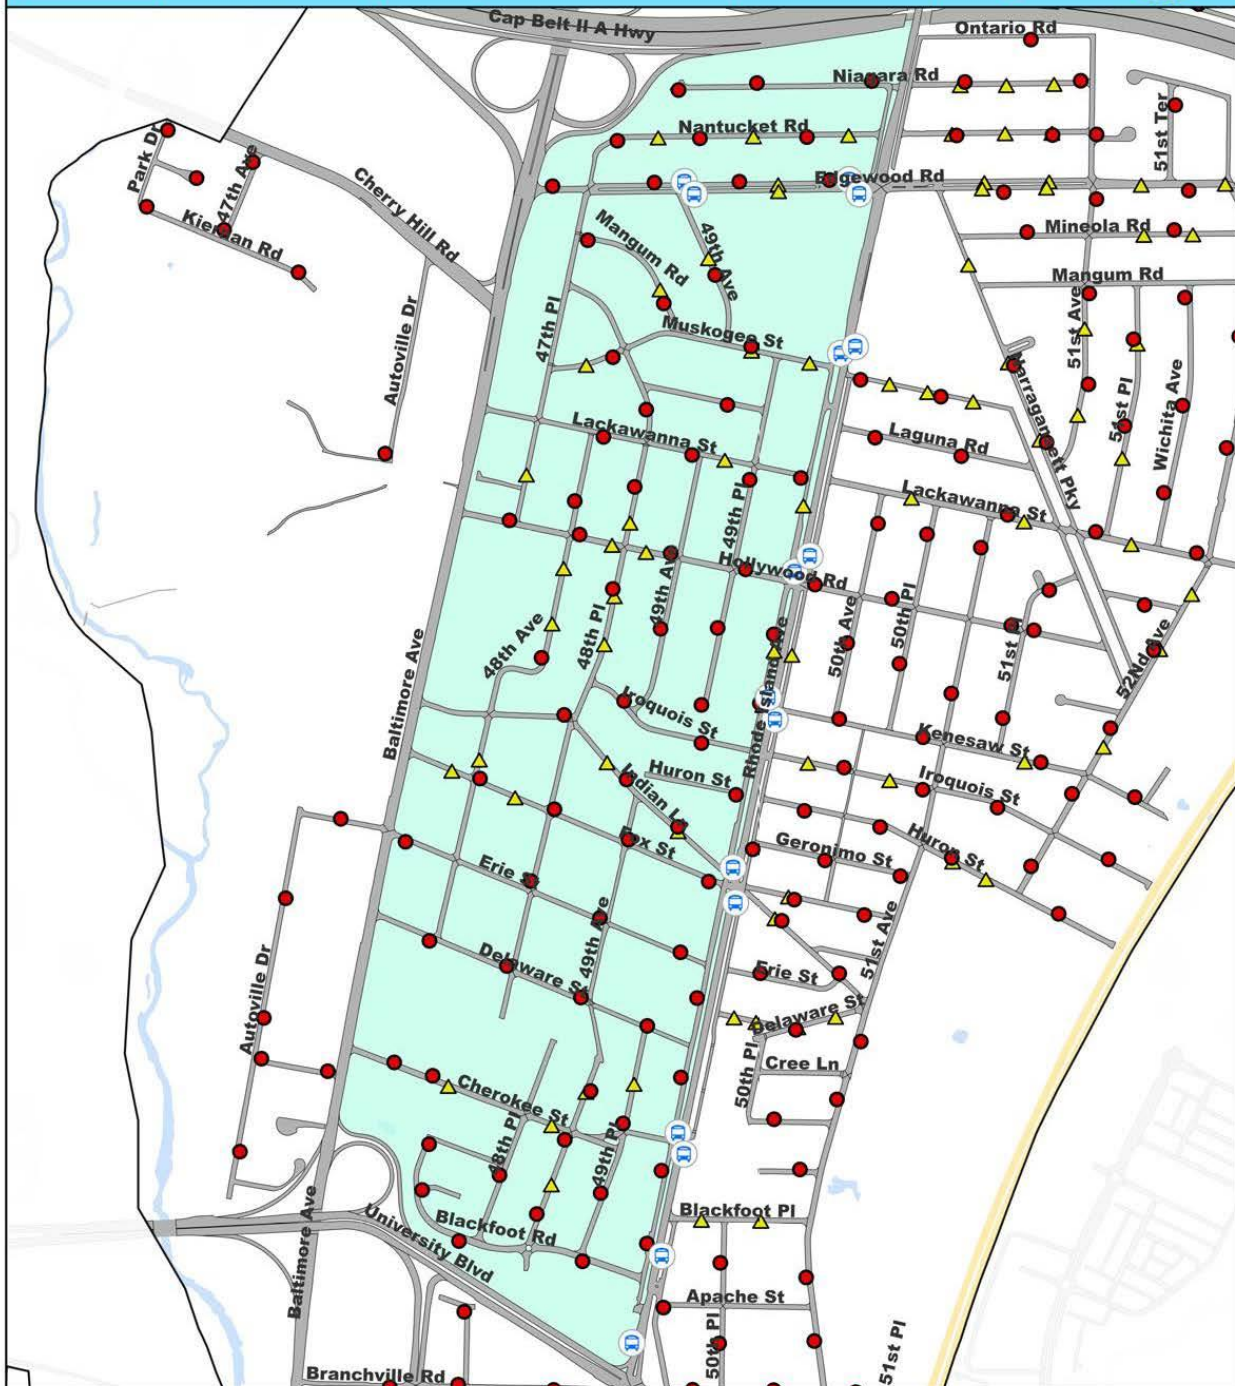 Cap Belt II A Hwy
Ontario Rd
Niagara Rd
Nantucket Rd
51st Ter
Park Dr
47th Ave
Cherry Hill Rd
Edgewood Rd
Kiernan Rd
Mangum Rd
49th Ave
Mineola Rd
Mangum Rd
Autoville Dr
47th Pl
Muskogee St
51st Ave
Narragansett Pky
51st Pl
Wichita Ave
Lackawanna St
Laguna Rd
49th Pl
Lackawanna St
Hollywood Rd
49th Ave
48th Ave
48th Pl
50th Ave
50th Pl
51st Pl
52Nd Ave
Baltimore Ave
Iroquois St
Rhode Island Ave
Kenesaw St
Huron St
Iroquois St
Indian Ln
Fox St
Geronimo St
Huron St
Erie St
49th Ave
51st Ave
Delaware St
Erie St
Autoville Dr
Delaware St
Cree Ln
50th Pl
Cherokee St
48th Pl
49th Pl
Blackfoot Pl
Blackfoot Rd
University Blvd
Baltimore Ave
Apache St
50th Pl
51st Pl
Branchville Rd